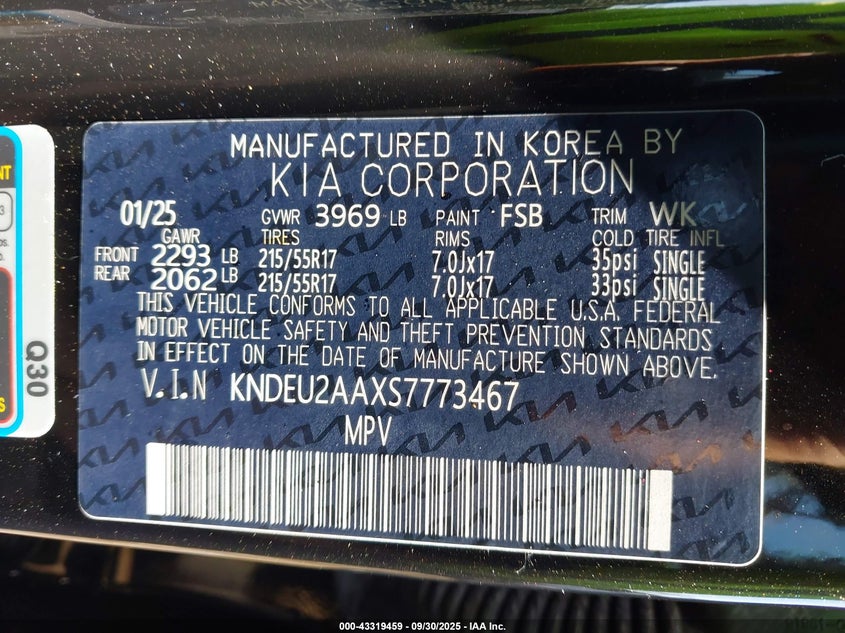 MANUFACTURED IN KOREA BY
KIA CORPORATION
01/25 GVWR 3969 LB PAINT FSB TRIM WK
GAWR TIRES RIMS COLD TIRE INFL
FRONT 2293 LB 215/55R17 7.0Jx17 35psi SINGLE
REAR 2062 LB 215/55R17 7.0Jx17 33psi SINGLE
THIS VEHICLE CONFORMS TO ALL APPLICABLE U.S.A. FEDERAL
MOTOR VEHICLE SAFETY AND THEFT PREVENTION STANDARDS
IN EFFECT ON THE DATE OF MANUFACTURE SHOWN ABOVE.
V.I.N KNDEU2AAXS7773467
MPV
Q30
000-43319459 - 09/30/2025 - IAA Inc.